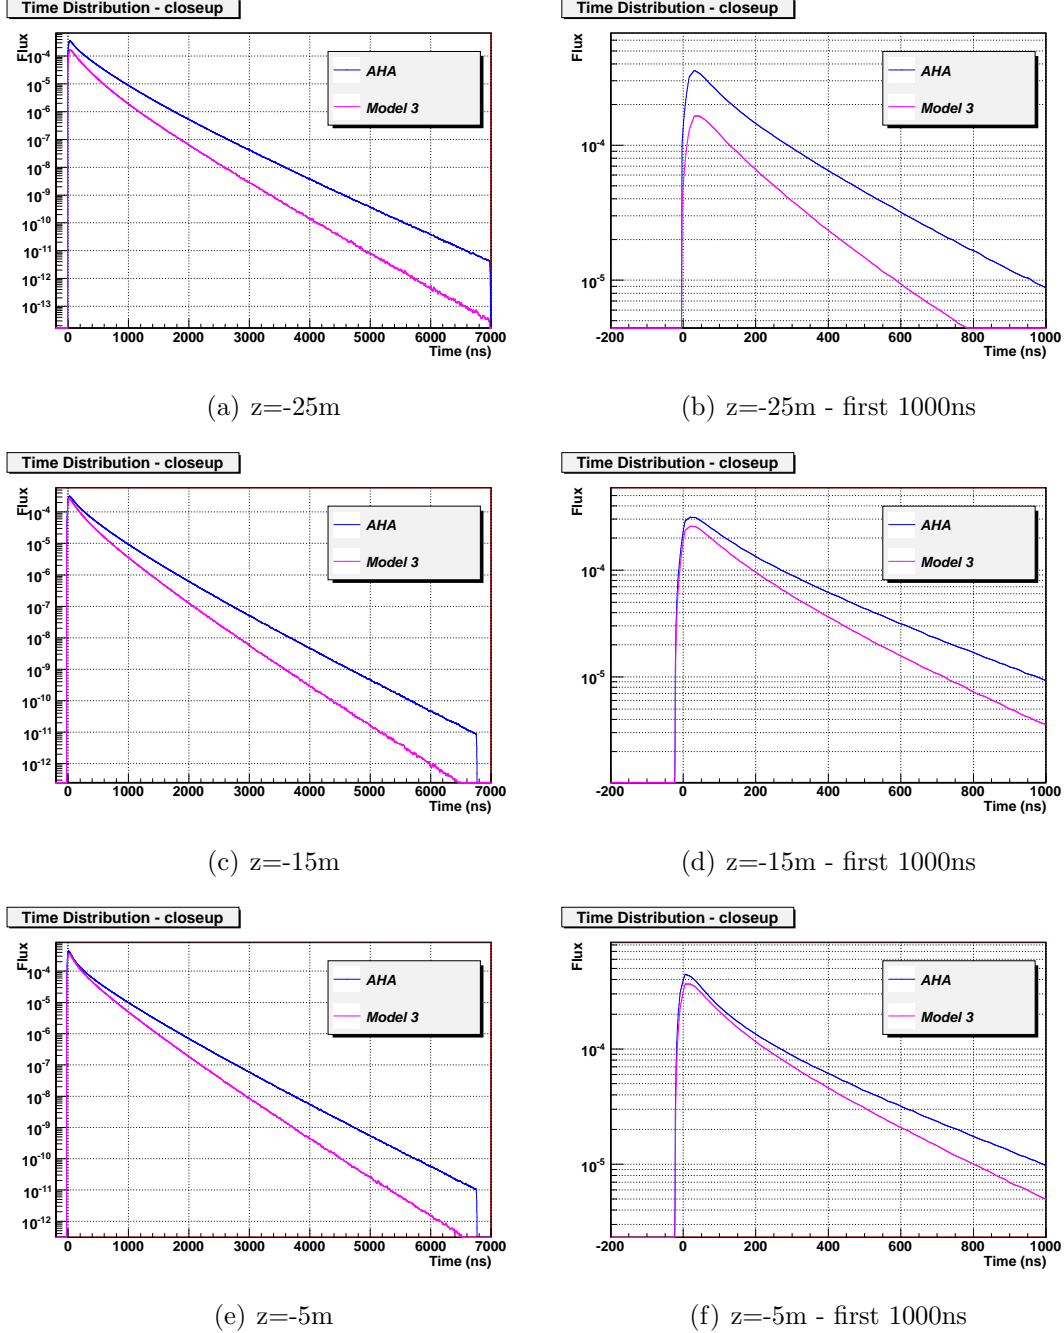 Time Distribution - closeup
Flux
10^-4
10^-5
10^-6
10^-7
10^-8
10^-9
10^-10
10^-11
10^-12
10^-13
AHA
Model 3
0 1000 2000 3000 4000 5000 6000 7000
Time (ns)
(a) z=-25m
Time Distribution - closeup
Flux
10^-4
10^-5
AHA
Model 3
-200 0 200 400 600 800 1000
Time (ns)
(b) z=-25m - first 1000ns
Time Distribution - closeup
Flux
10^-4
10^-5
10^-6
10^-7
10^-8
10^-9
10^-10
10^-11
10^-12
AHA
Model 3
0 1000 2000 3000 4000 5000 6000 7000
Time (ns)
(c) z=-15m
Time Distribution - closeup
Flux
10^-4
10^-5
AHA
Model 3
-200 0 200 400 600 800 1000
Time (ns)
(d) z=-15m - first 1000ns
Time Distribution - closeup
Flux
10^-4
10^-5
10^-6
10^-7
10^-8
10^-9
10^-10
10^-11
10^-12
AHA
Model 3
0 1000 2000 3000 4000 5000 6000 7000
Time (ns)
(e) z=-5m
Time Distribution - closeup
Flux
10^-4
10^-5
AHA
Model 3
-200 0 200 400 600 800 1000
Time (ns)
(f) z=-5m - first 1000ns